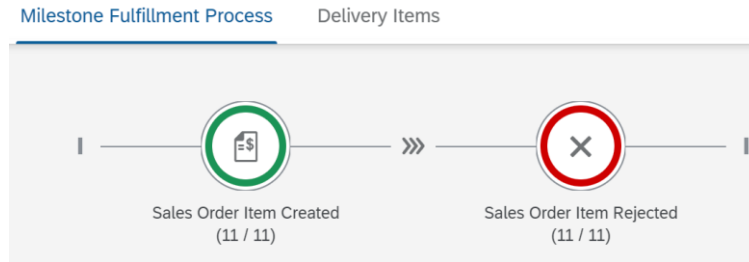 Milestone Fulfillment Process
Delivery Items
Sales Order Item Created
(11 / 11)
Sales Order Item Rejected
(11 / 11)